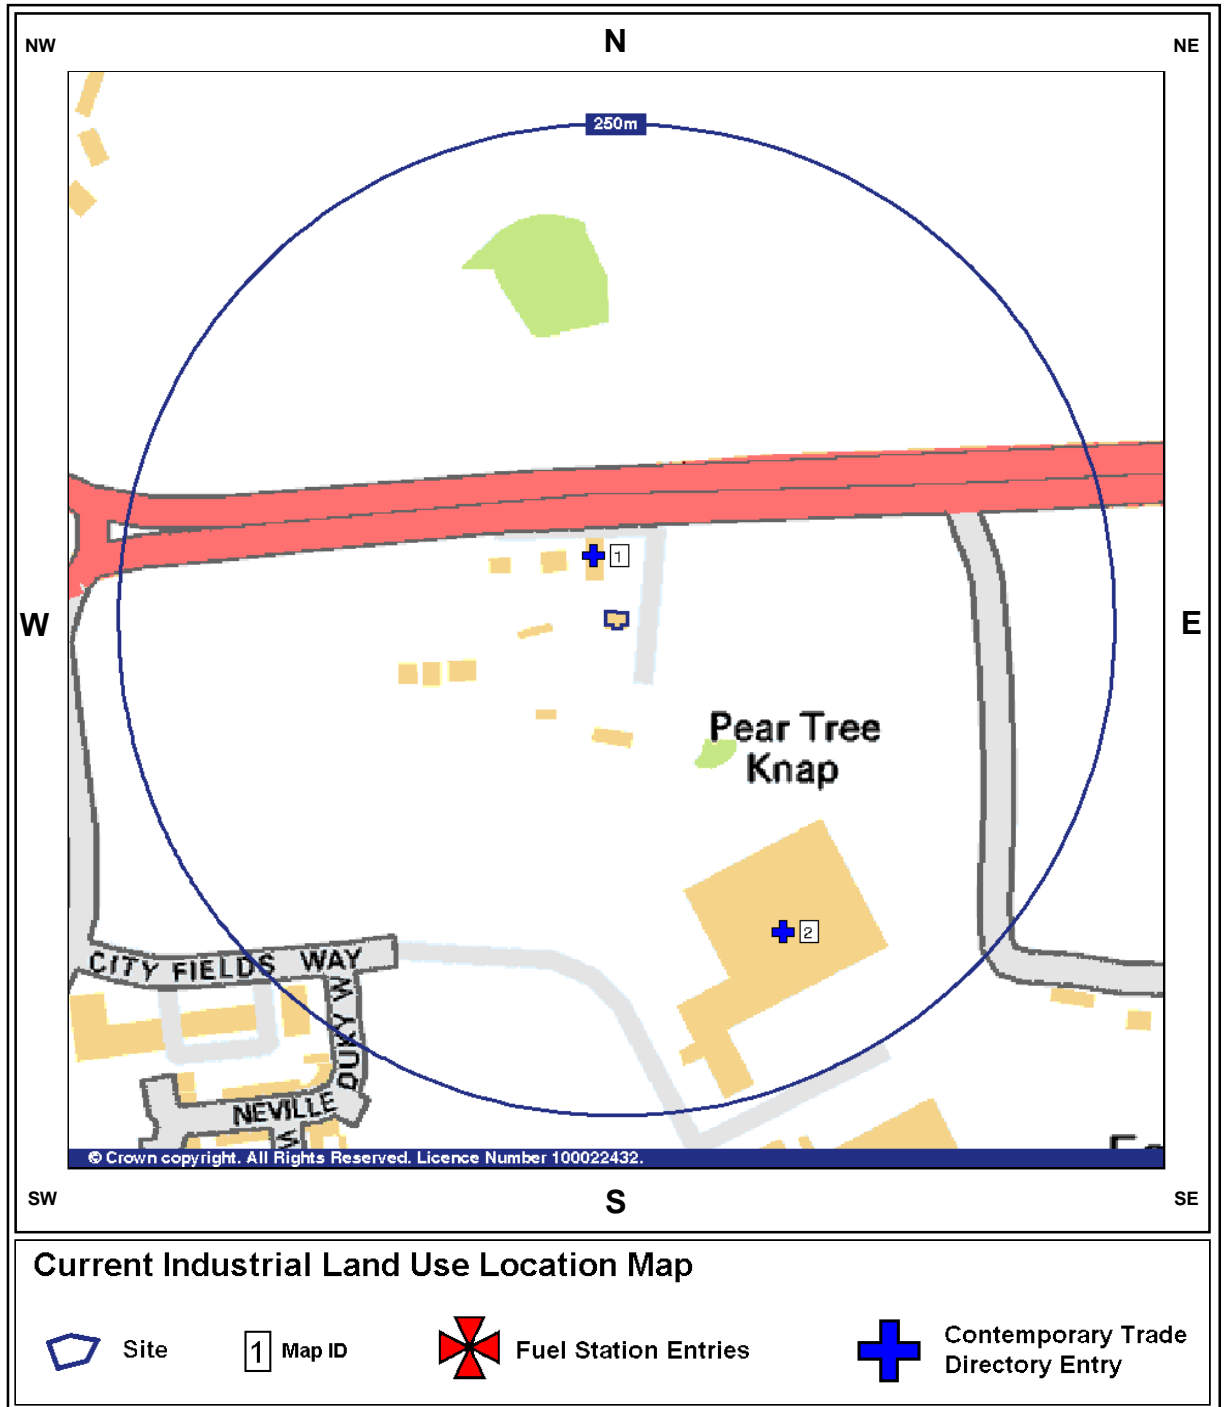 NW
N
NE
250m
1
W
E
Pear Tree
Knap
2
CITY FIELDS WAY
DUKY W
NEVILLE
W
© Crown copyright. All Rights Reserved. Licence Number 100022432.
SW
S
SE
Current Industrial Land Use Location Map
Site
1
Map ID
Fuel Station Entries
Contemporary Trade
Directory Entry